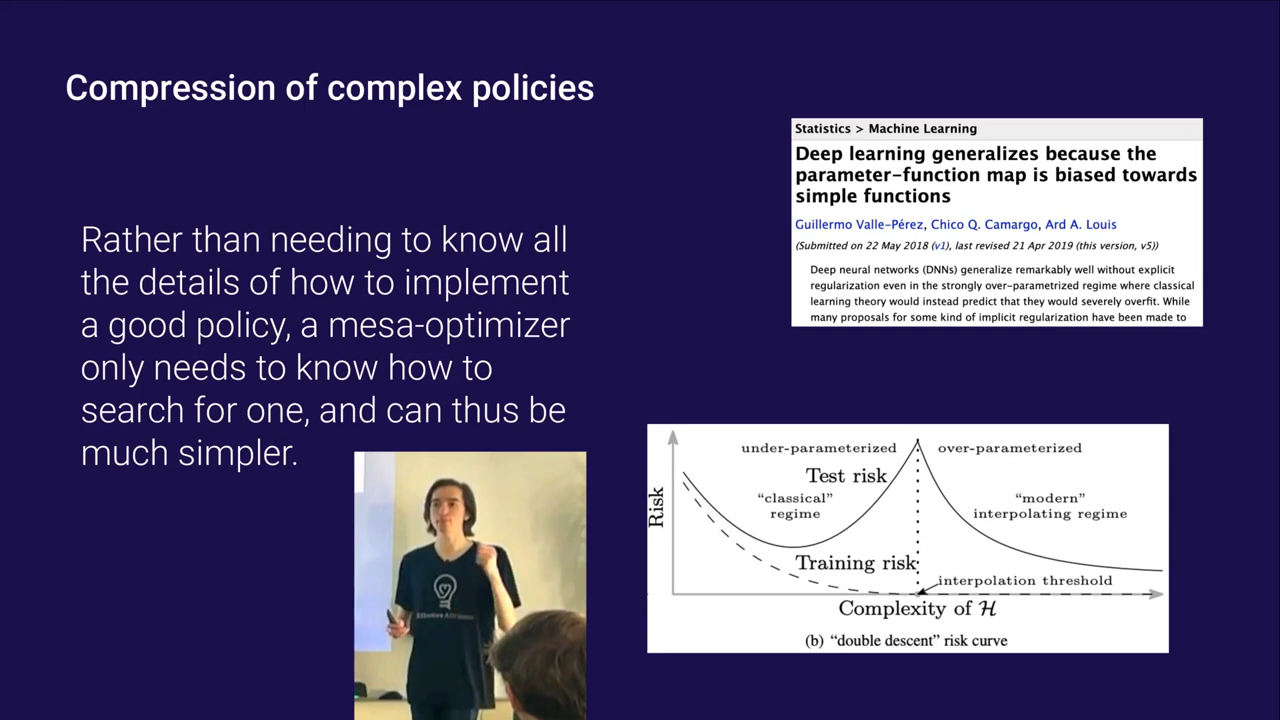 Compression of complex policies
Rather than needing to know all
the details of how to implement
a good policy, a mesa-optimizer
only needs to know how to
search for one, and can thus be
much simpler.
Statistics > Machine Learning
Deep learning generalizes because the
parameter-function map is biased towards
simple functions
Guillermo Valle-Pérez, Chico Q. Camargo, Ard A. Louis
(Submitted on 22 May 2018 (v1), last revised 21 Apr 2019 (this version, v5))
Deep neural networks (DNNs) generalize remarkably well without explicit
regularization even in the strongly over-parametrized regime where classical
learning theory would instead predict that they would severely overfit. While
many proposals for some kind of implicit regularization have been made to
Effective Altruism
under-parameterized
over-parameterized
Test risk
"classical"
regime
"modern"
interpolating regime
Risk
Training risk
interpolation threshold
Complexity of ℋ
(b) "double descent" risk curve